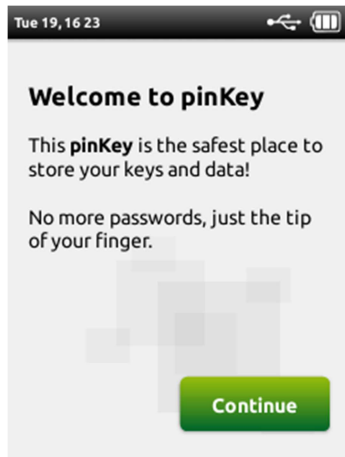 Tue 19, 16 23
Welcome to pinKey
This pinKey is the safest place to
store your keys and data!
No more passwords, just the tip
of your finger.
Continue